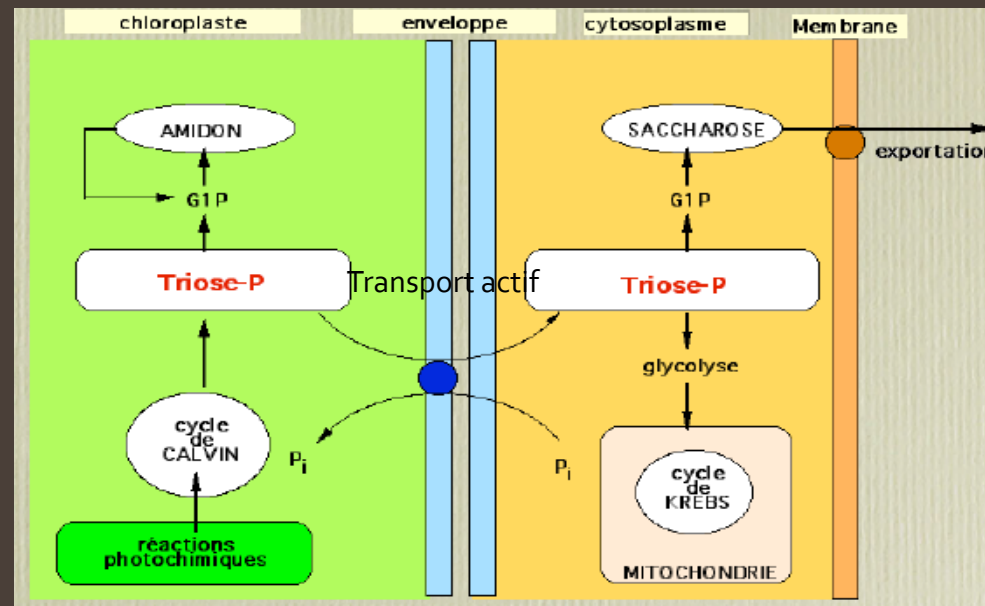 chloroplaste
enveloppe
cytosoplasme
Membrane
AMIDON
G1P
Triose-P
cycle
de
CALVIN
réactions
photochimiques
Transport actif
Pi
Pi
SACCHAROSE
exportation
G1P
Triose-P
glycolyse
cycle
de
KREBS
MITOCHONDRIE